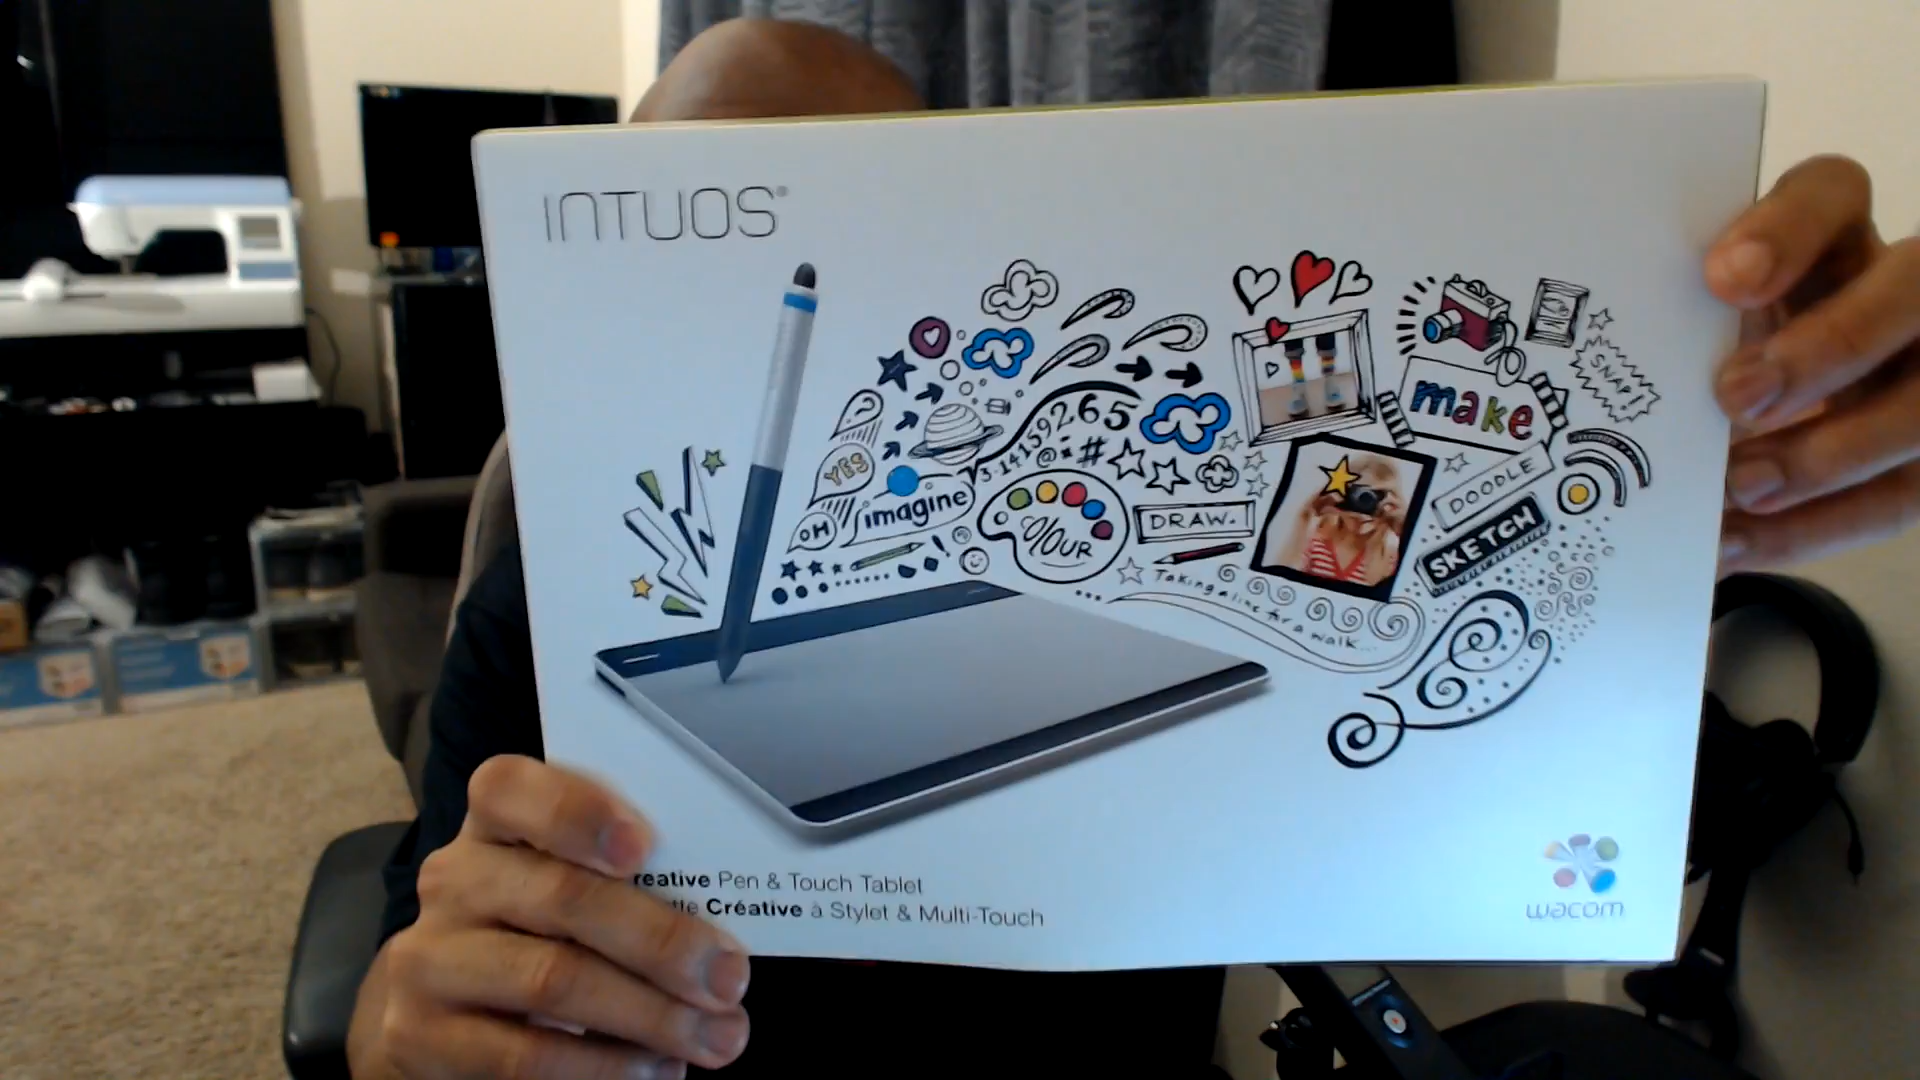 INTUOS®
SNAP!
make
3.14159265
@ #
?
YES
imagine
OH
!
COLOUR
DRAW.
DOODLE
SKETCH
Taking a line for a walk...
reative Pen & Touch Tablet
tte Créative à Stylet & Multi-Touch
wacom